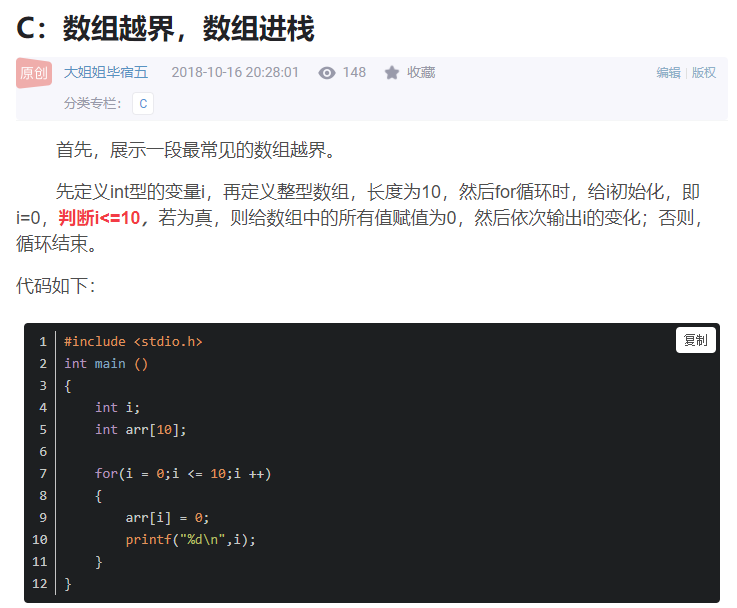 C：数组越界，数组进栈
原创 大姐姐毕宿五 2018-10-16 20:28:01 148 收藏 编辑 | 版权
分类专栏： C
首先，展示一段最常见的数组越界。
先定义int型的变量i，再定义整型数组，长度为10，然后for循环时，给i初始化，即
i=0，判断i<=10，若为真，则给数组中的所有值赋值为0，然后依次输出i的变化；否则，
循环结束。
代码如下：
复制
1 #include <stdio.h>
2 int main ()
3 {
4     int i;
5     int arr[10];
6
7     for(i = 0;i <= 10;i ++)
8     {
9         arr[i] = 0;
10         printf("%d\n",i);
11     }
12 }